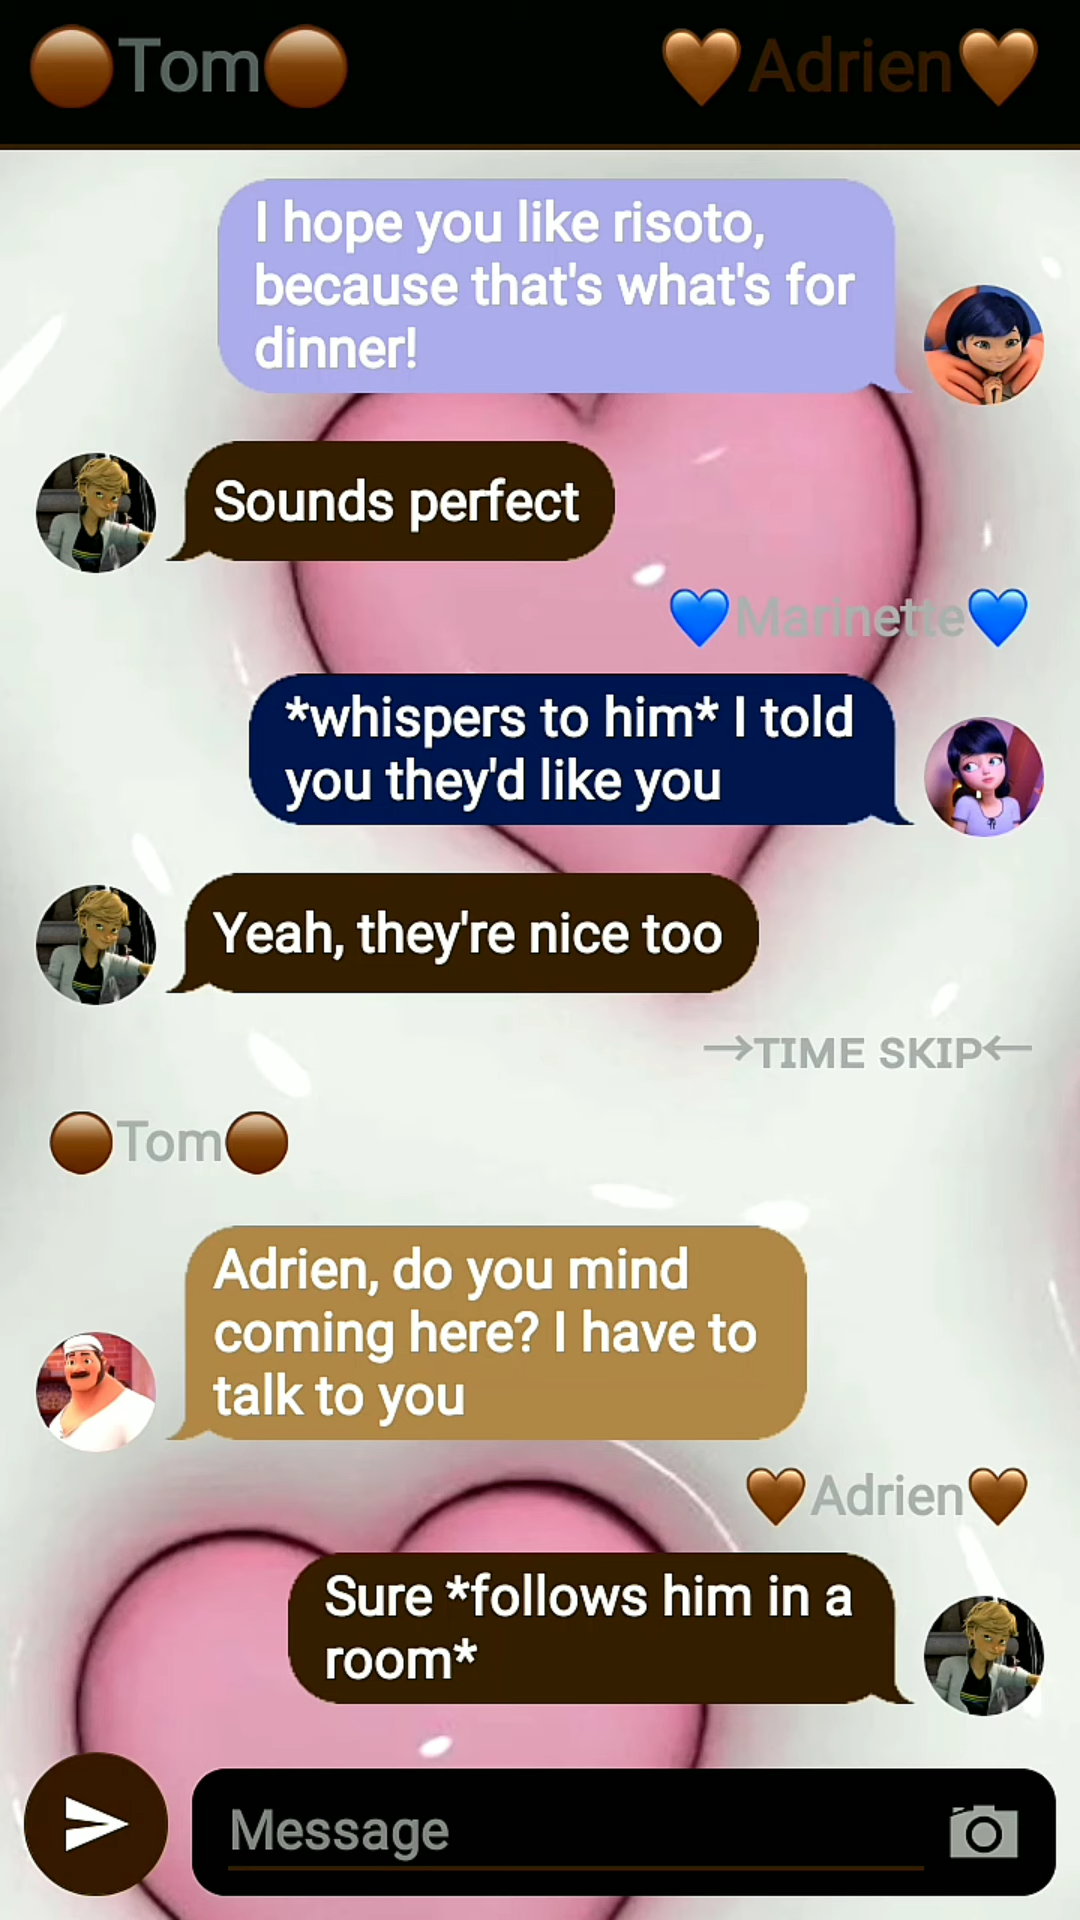 🟤Tom🟤 🤎Adrien🤎
I hope you like risoto,
because that's what's for
dinner!
Sounds perfect
💙Marinette💙
*whispers to him* I told
you they'd like you
Yeah, they're nice too
→TIME SKIP←
🟤Tom🟤
Adrien, do you mind
coming here? I have to
talk to you
🤎Adrien🤎
Sure *follows him in a
room*
Message